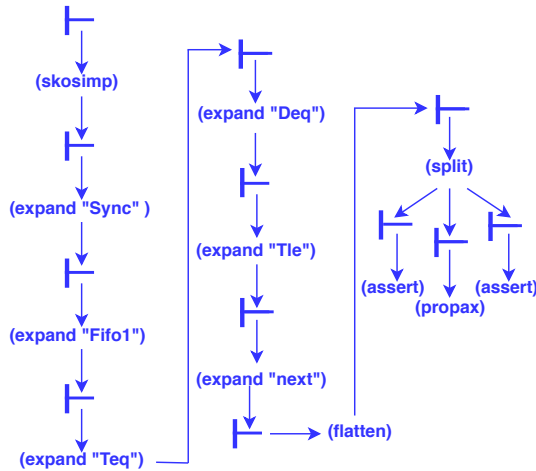 (skosimp)
(expand "Sync" )
(expand "Fifo1")
(expand "Teq")
(expand "Deq")
(expand "Tle")
(expand "next")
(flatten)
(split)
(assert)
(propax)
(assert)